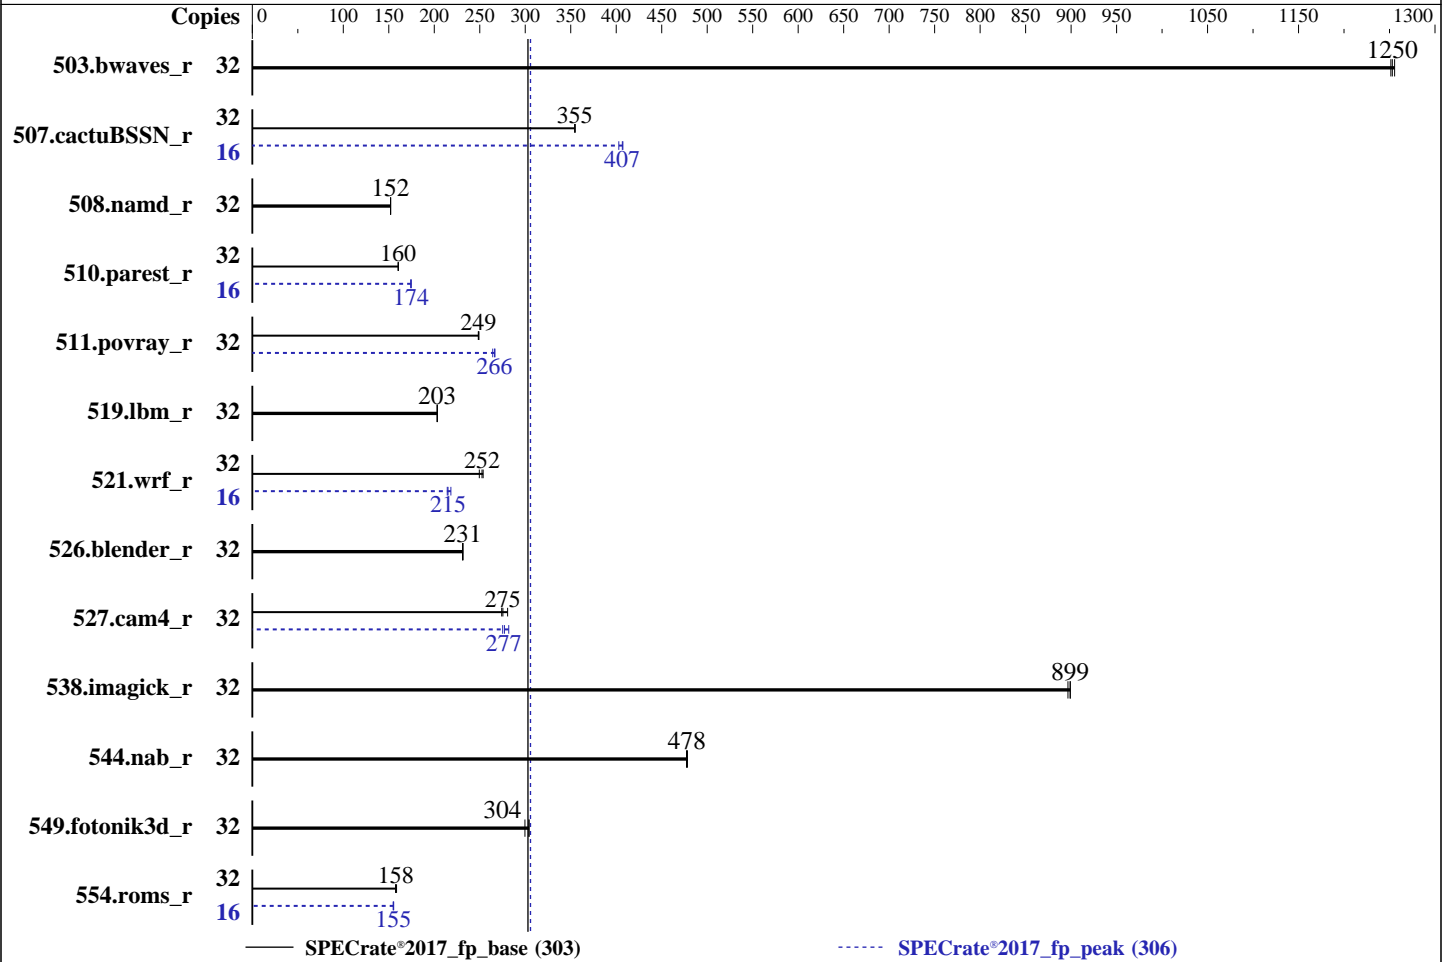 Copies 0 100 150 200 250 300 350 400 450 500 550 600 650 700 750 800 850 900 950 1050 1150 1300
503.bwaves_r 32 1250
507.cactuBSSN_r 32 355
16 407
508.namd_r 32 152
510.parest_r 32 160
16 174
511.povray_r 32 249
266
519.lbm_r 32 203
521.wrf_r 32 252
16 215
526.blender_r 32 231
527.cam4_r 32 275
277
538.imagick_r 32 899
544.nab_r 32 478
549.fotonik3d_r 32 304
554.roms_r 32 158
16 155
SPECrate®2017_fp_base (303) SPECrate®2017_fp_peak (306)